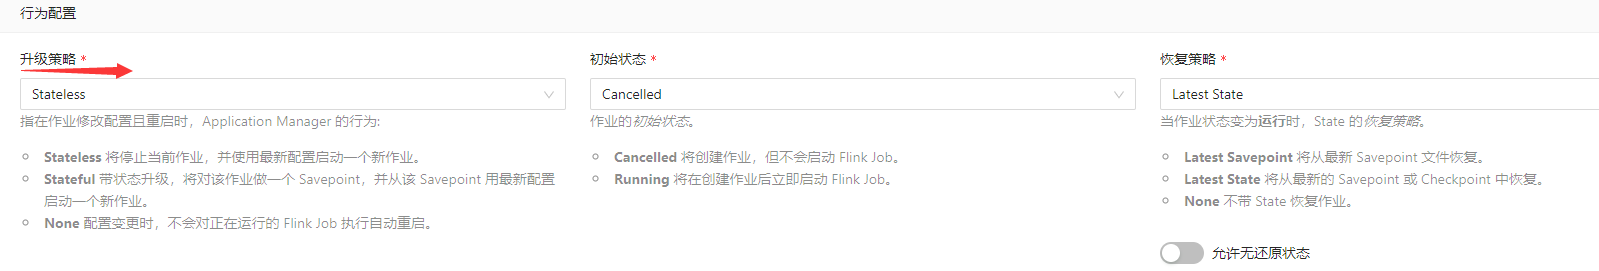 行为配置
升级策略 *
Stateless
指在作业修改配置且重启时，Application Manager 的行为:
Stateless 将停止当前作业，并使用最新配置启动一个新作业。
Stateful 带状态升级，将对该作业做一个 Savepoint，并从该 Savepoint 用最新配置
启动一个新作业。
None 配置变更时，不会对正在运行的 Flink Job 执行自动重启。
初始状态 *
Cancelled
作业的初始状态。
Cancelled 将创建作业，但不会启动 Flink Job。
Running 将在创建作业后立即启动 Flink Job。
恢复策略 *
Latest State
当作业状态变为运行时，State 的恢复策略。
Latest Savepoint 将从最新 Savepoint 文件恢复。
Latest State 将从最新的 Savepoint 或 Checkpoint 中恢复。
None 不带 State 恢复作业。
允许无还原状态